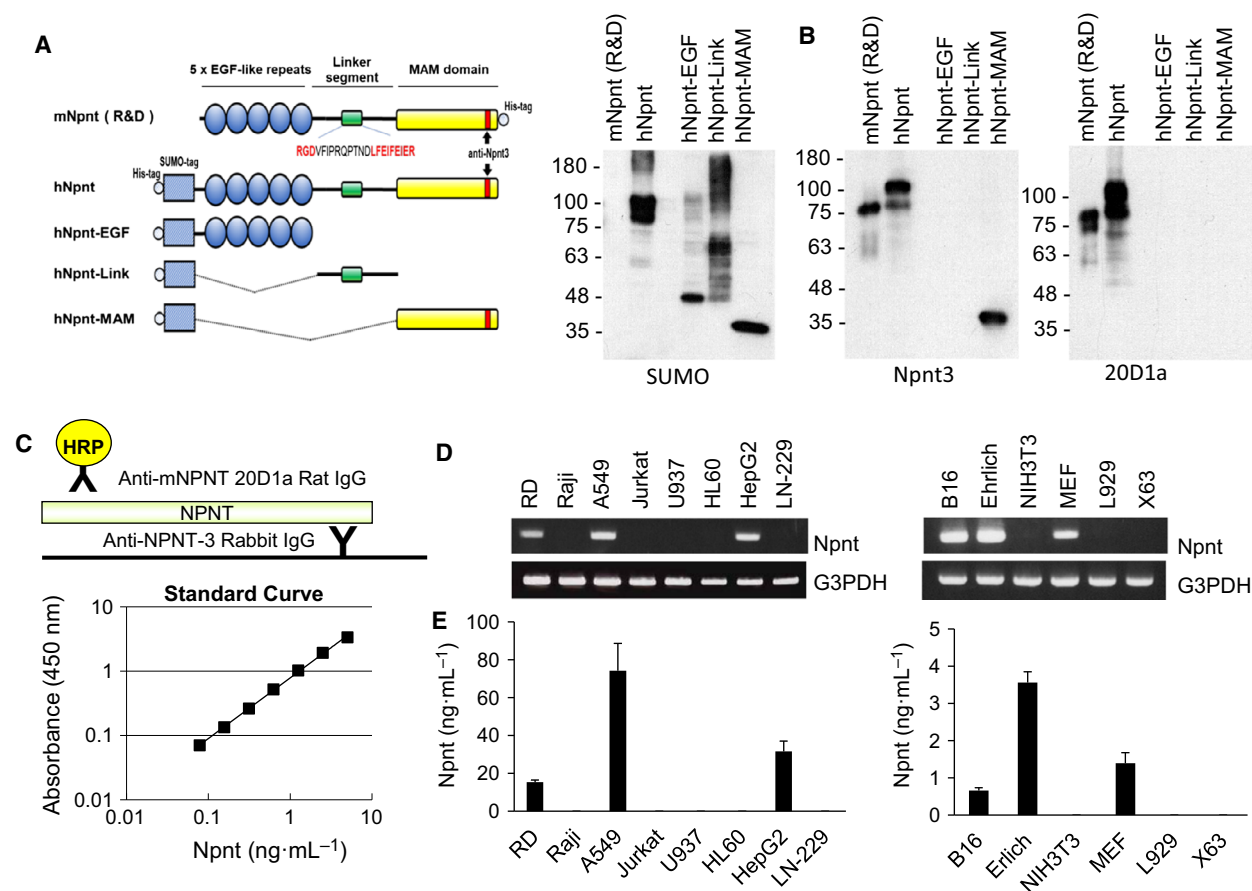 A
5 x EGF-like repeats
Linker
segment
MAM domain
mNpnt ( R&D )
His-tag
RGDVFIPRQPTNDLFEIFEIER
anti-Npnt3
SUMO-tag
His-tag
hNpnt
hNpnt-EGF
hNpnt-Link
hNpnt-MAM
mNpnt (R&D)
hNpnt
hNpnt-EGF
hNpnt-Link
hNpnt-MAM
180 -
100 -
75 -
63 -
48 -
35 -
SUMO
B
mNpnt (R&D)
hNpnt
hNpnt-EGF
hNpnt-Link
hNpnt-MAM
180 -
100 -
75 -
63 -
48 -
35 -
Npnt3
mNpnt (R&D)
hNpnt
hNpnt-EGF
hNpnt-Link
hNpnt-MAM
180 -
100 -
75 -
63 -
48 -
35 -
20D1a
C
HRP
Anti-mNPNT 20D1a Rat IgG
NPNT
Anti-NPNT-3 Rabbit IgG
Standard Curve
Absorbance (450 nm)
10
1
0.1
0.01
0.01 0.1 1 10
Npnt (ng·mL−1)
D
RD Raji A549 Jurkat U937 HL60 HepG2 LN-229
Npnt
G3PDH
B16 Ehrlich NIH3T3 MEF L929 X63
Npnt
G3PDH
E
Npnt (ng·mL−1)
100
80
60
40
20
0
RD Raji A549 Jurkat U937 HL60 HepG2 LN-229
Npnt (ng·mL−1)
5
4
3
2
1
0
B16 Erlich NIH3T3 MEF L929 X63